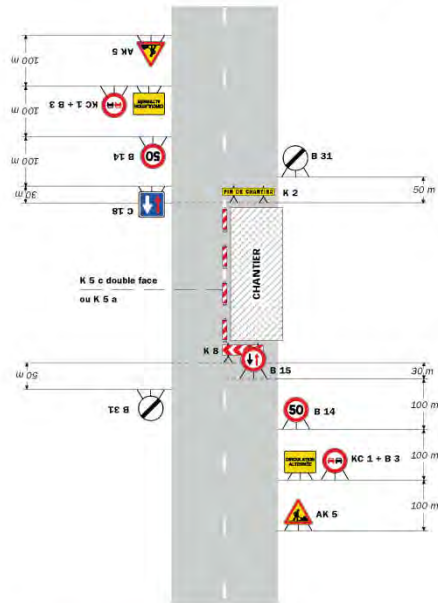 100 m
AK 5
100 m
KC 1 + B 3
CIRCULATION
ALTERNÉE
100 m
B 14
50
B 31
30 m
C 18
FIN DE CHANTIER
K 2
50 m
K 5 c double face
ou K 5 a
CHANTIER
K 8
B 15
50 m
30 m
B 31
50
B 14
100 m
CIRCULATION
ALTERNÉE
KC 1 + B 3
100 m
AK 5
100 m